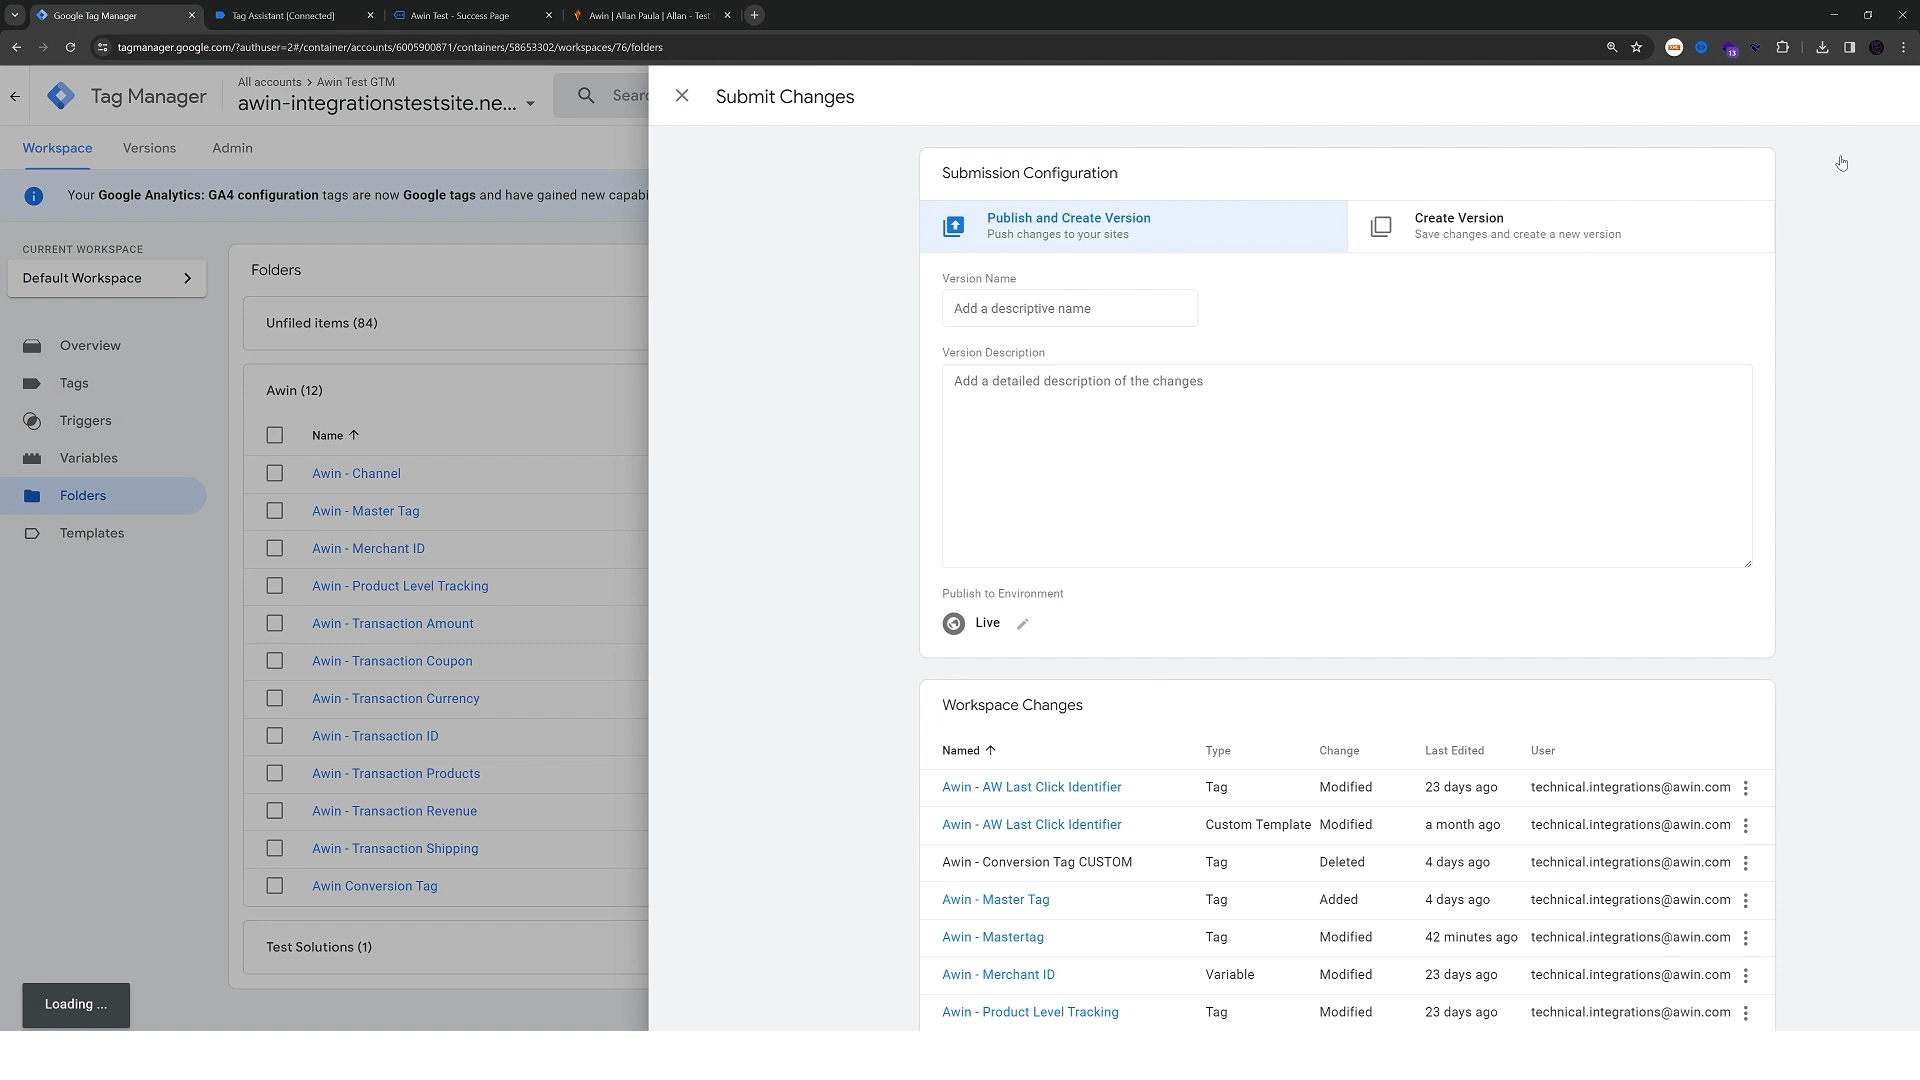 Google Tag Manager
Tag Assistant [Connected]
Awin Test - Success Page
Awin | Allan Paula | Allan - Test
tagmanager.google.com/?authuser=2#/container/accounts/6005900871/containers/58653302/workspaces/76/folders
13
Tag Manager
All accounts > Awin Test GTM
awin-integrationstestsite.ne...
Workspace
Versions
Admin
Your Google Analytics: GA4 configuration tags are now Google tags and have gained new
CURRENT WORKSPACE
Default Workspace
Overview
Tags
Triggers
Variables
Folders
Templates
Folders
Unfiled items (84)
Awin (12)
Name
Awin - Channel
Awin - Master Tag
Awin - Merchant ID
Awin - Product Level Tracking
Awin - Transaction Amount
Awin - Transaction Coupon
Awin - Transaction Currency
Awin - Transaction ID
Awin - Transaction Products
Awin - Transaction Revenue
Awin - Transaction Shipping
Awin Conversion Tag
Test Solutions (1)
Loading ...
Submit Changes
Submission Configuration
Publish and Create Version
Push changes to your sites
Create Version
Save changes and create a new version
Version Name
Add a descriptive name
Version Description
Add a detailed description of the changes
Publish to Environment
Live
Workspace Changes
Named Type Change Last Edited User
Awin - AW Last Click Identifier Tag Modified 23 days ago technical.integrations@awin.com
Awin - AW Last Click Identifier Custom Template Modified a month ago technical.integrations@awin.com
Awin - Conversion Tag CUSTOM Tag Deleted 4 days ago technical.integrations@awin.com
Awin - Master Tag Tag Added 4 days ago technical.integrations@awin.com
Awin - Mastertag Tag Modified 42 minutes ago technical.integrations@awin.com
Awin - Merchant ID Variable Modified 23 days ago technical.integrations@awin.com
Awin - Product Level Tracking Tag Modified 23 days ago technical.integrations@awin.com